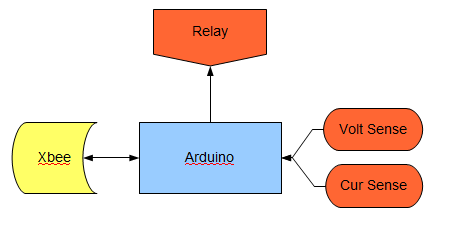 Relay
Volt Sense
Xbee
Arduino
Cur Sense